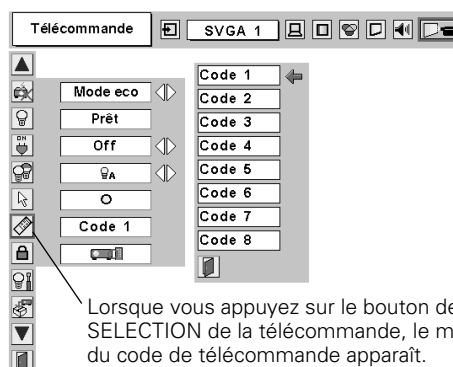 Télécommande SVGA 1
Code 1
Mode eco Code 2
Prêt Code 3
ON Off Code 4
A Code 5
Code 6
Code 1 Code 7
Code 8
Lorsque vous appuyez sur le bouton de
SELECTION de la télécommande, le m
du code de télécommande apparaît.